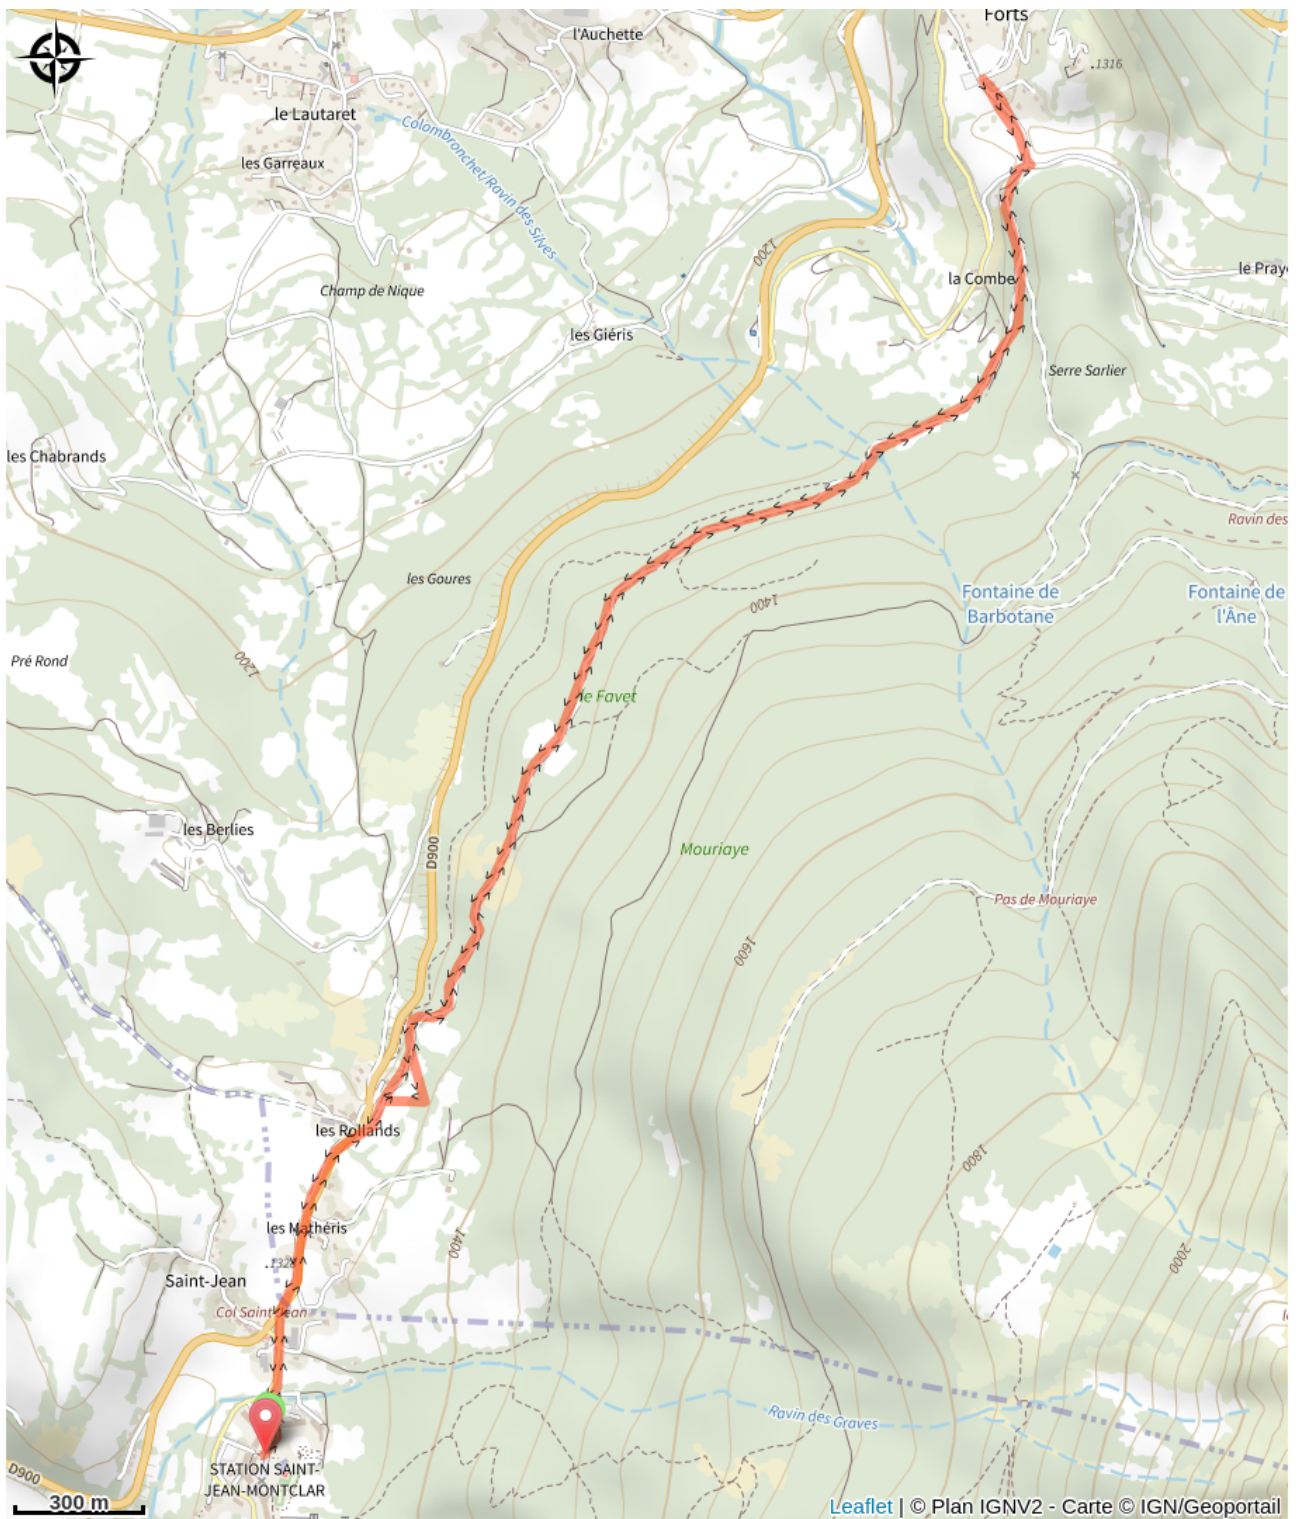 Forts
l'Auchette
.1316
le Lautaret
Colombronchet/Ravin des Silves
les Garreaux
1200
la Combe
le Praye
Champ de Nique
les Giéris
Serre Sarlier
les Chabrands
Ravin des
les Goures
Fontaine de
Barbotane
Fontaine de
l'Âne
1400
1200
Pré Rond
le Favet
les Berlies
D900
Mouriaye
Pas de Mouriaye
1600
les Rollands
1800
les Mathéris
1400
2000
.1328
Saint-Jean
Col Saint-Jean
Ravin des Graves
STATION SAINT-
JEAN-MONTCLAR
D900
300 m
Leaflet | © Plan IGNV2 - Carte © IGN/Geoportail